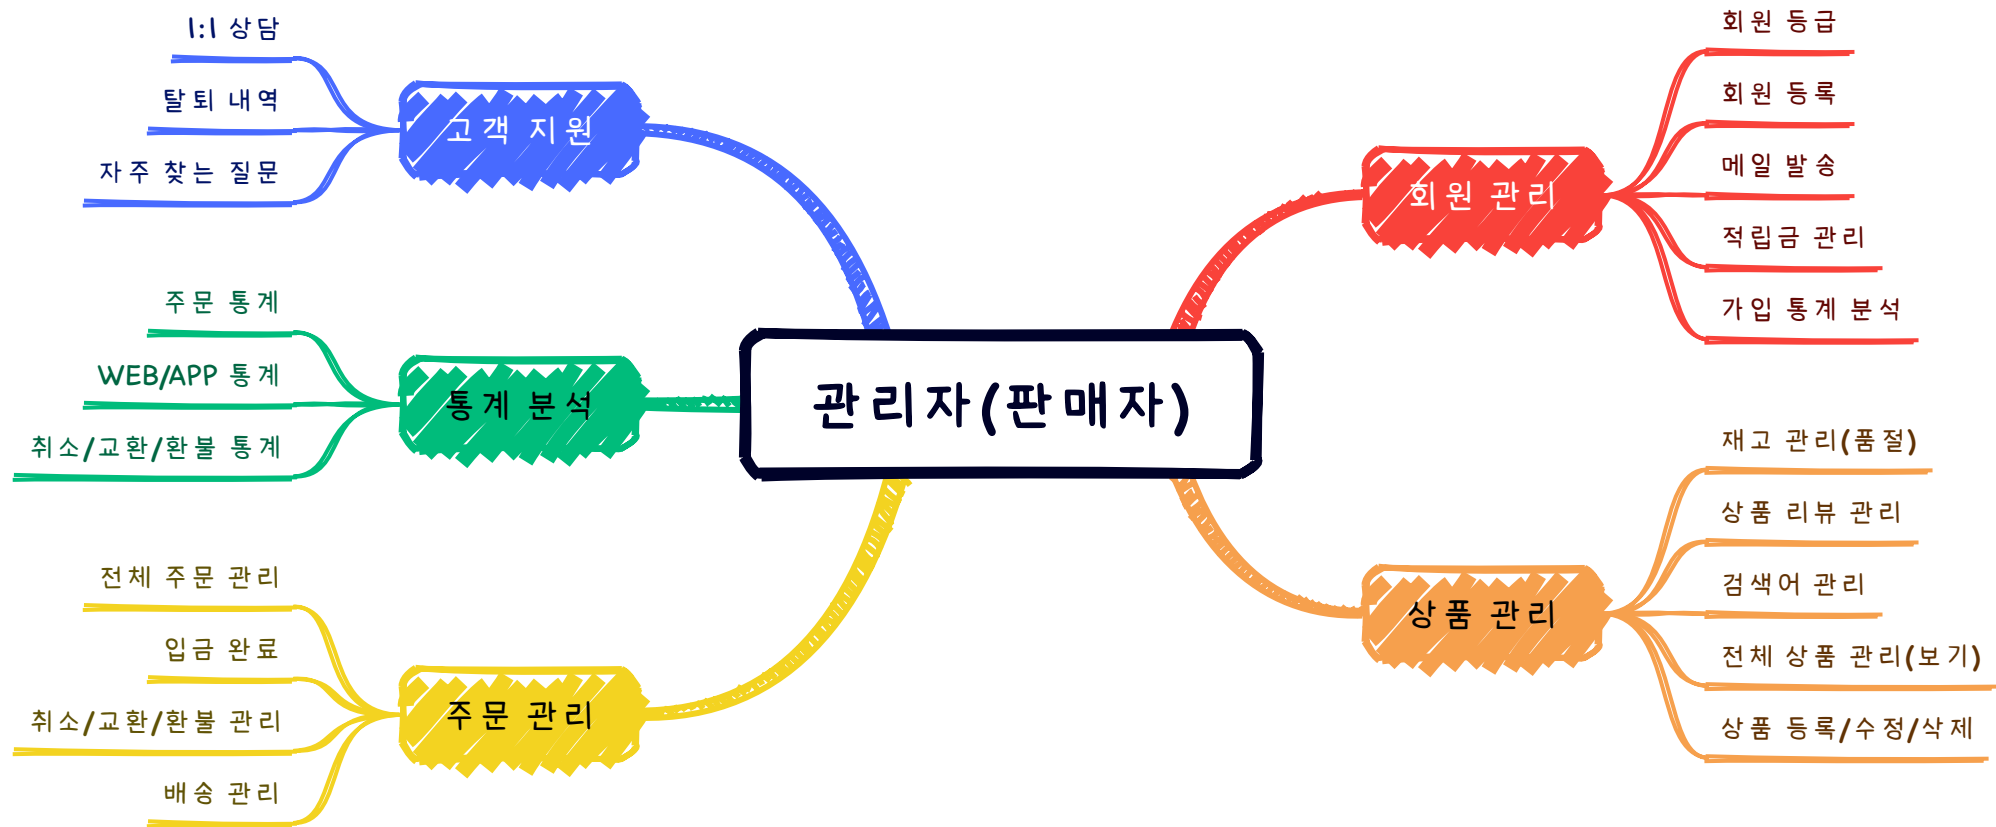 관리자(판매자)
고객 지원
1:1 상담
탈퇴 내역
자주 찾는 질문
통계 분석
주문 통계
WEB/APP 통계
취소/교환/환불 통계
주문 관리
전체 주문 관리
입금 완료
취소/교환/환불 관리
배송 관리
회원 관리
회원 등급
회원 등록
메일 발송
적립금 관리
가입 통계 분석
상품 관리
재고 관리(품절)
상품 리뷰 관리
검색어 관리
전체 상품 관리(보기)
상품 등록/수정/삭제